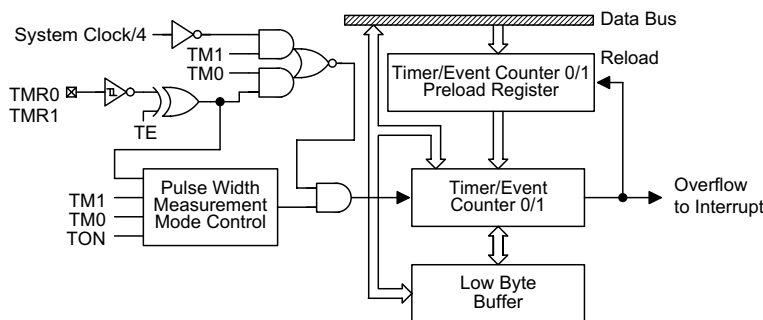 System Clock/4
TM1
TM0
TMR0
TMR1
TE
TM1
TM0
TON
Pulse Width
Measurement
Mode Control
Data Bus
Reload
Timer/Event Counter 0/1
Preload Register
Timer/Event
Counter 0/1
Overflow
to Interrupt
Low Byte
Buffer